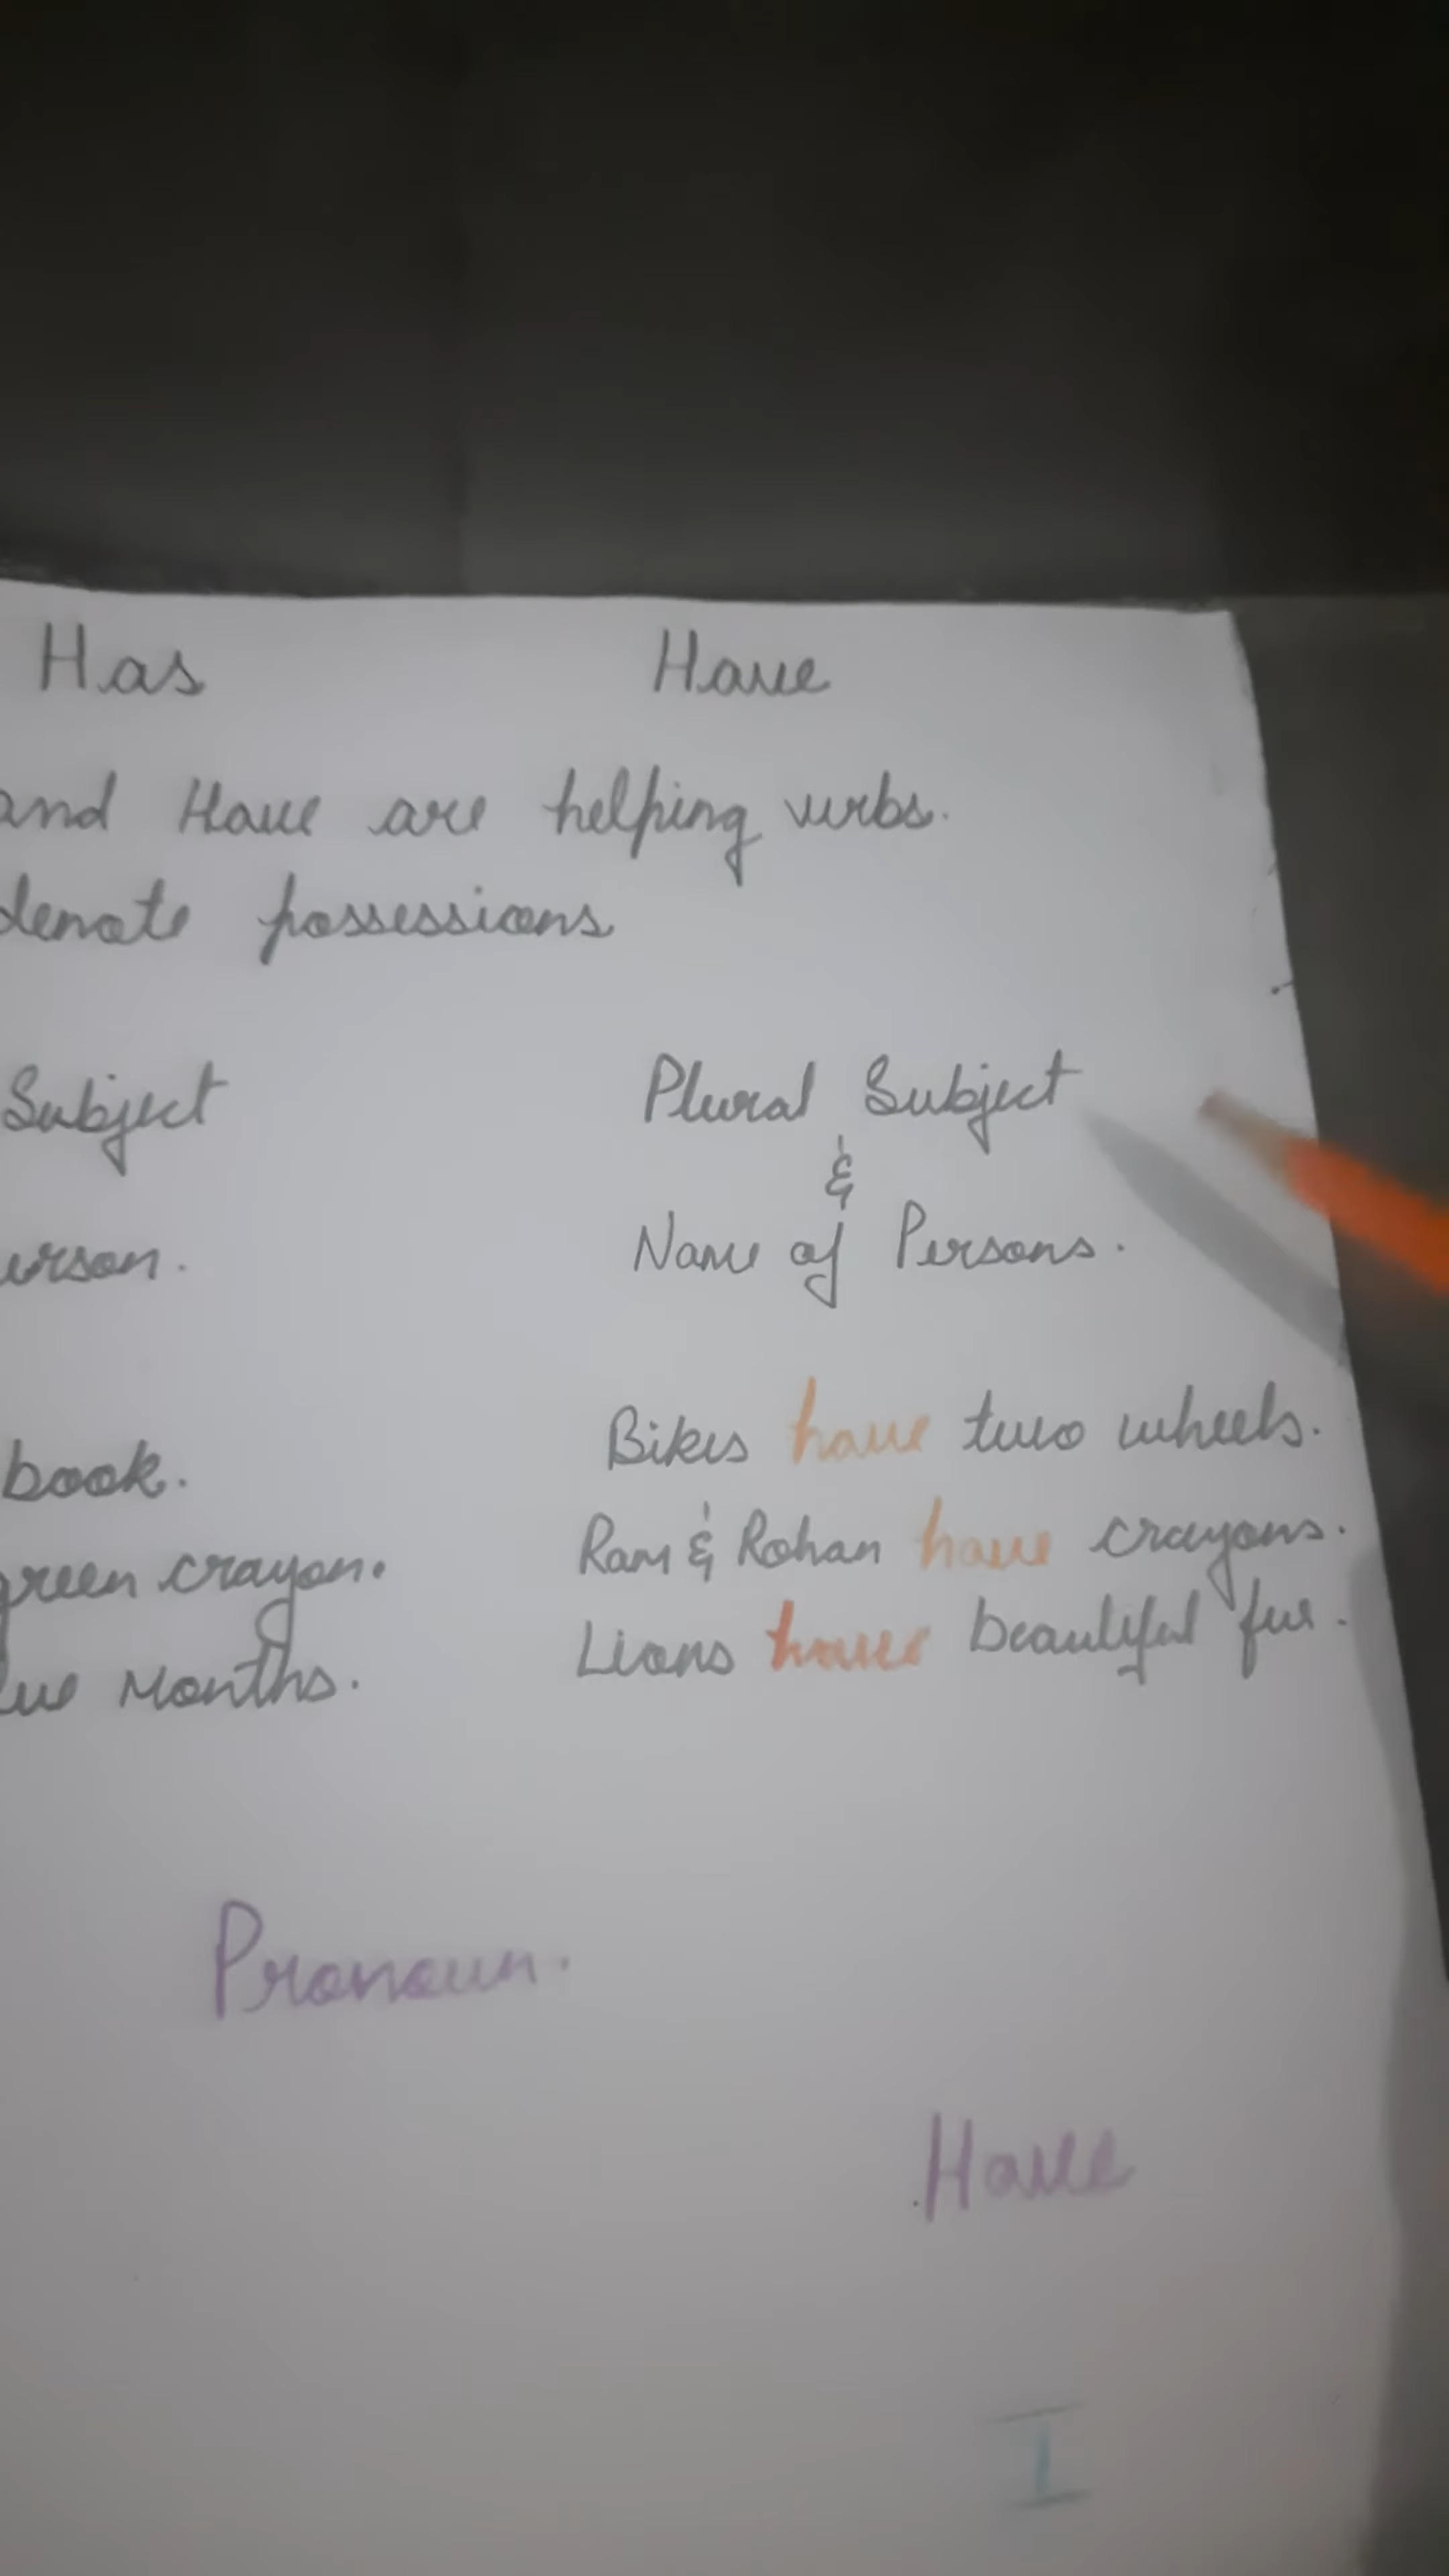 Has Have
and Have are helping verbs.
denote possessions
Subject Plural Subject
&
Name of Persons.
book. Bikes have two wheels.
green crayon. Ram & Rohan have crayons.
Months. Lions have beautiful fur.
Pronoun.
Have
I